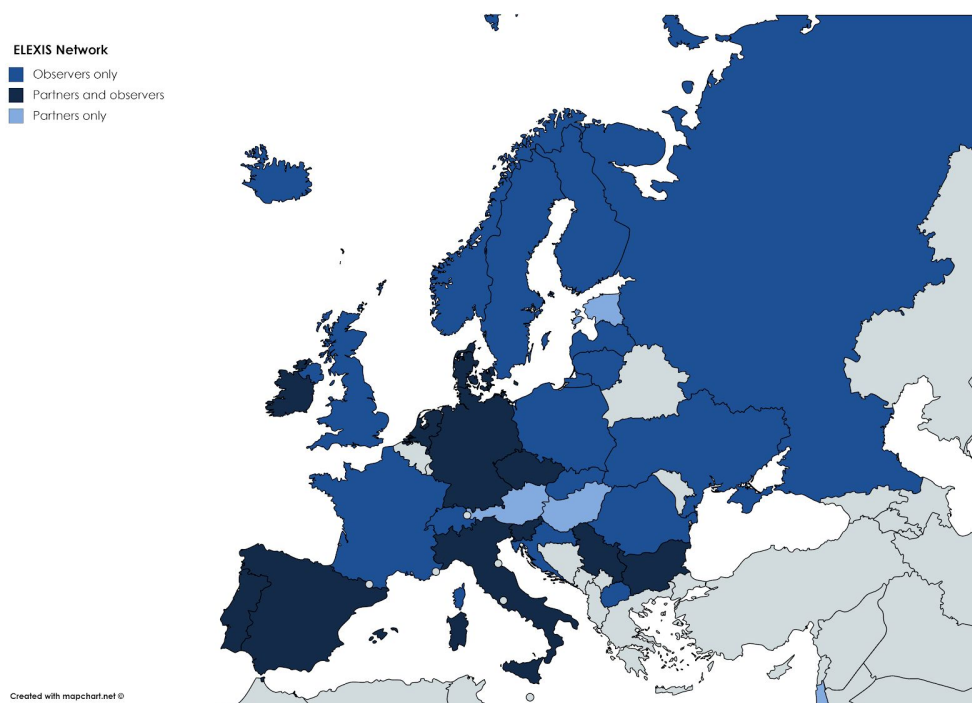 ELEXIS Network
Observers only
Partners and observers
Partners only
Created with mapchart.net ©